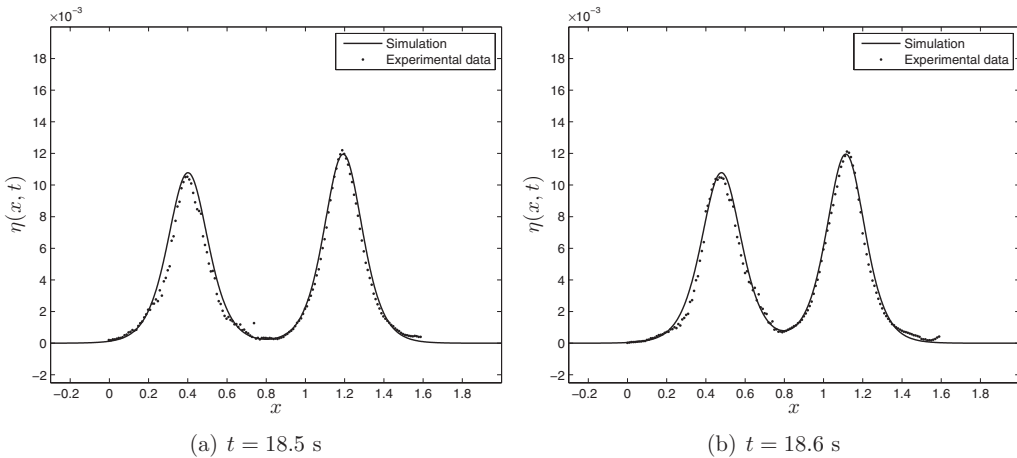 ×10⁻³
18
16
14
12
10
8
6
4
2
0
−2
η(x, t)
Simulation
Experimental data
−0.2 0 0.2 0.4 0.6 0.8 1 1.2 1.4 1.6 1.8
x
(a) t = 18.5 s
×10⁻³
18
16
14
12
10
8
6
4
2
0
−2
η(x, t)
Simulation
Experimental data
−0.2 0 0.2 0.4 0.6 0.8 1 1.2 1.4 1.6 1.8
x
(b) t = 18.6 s